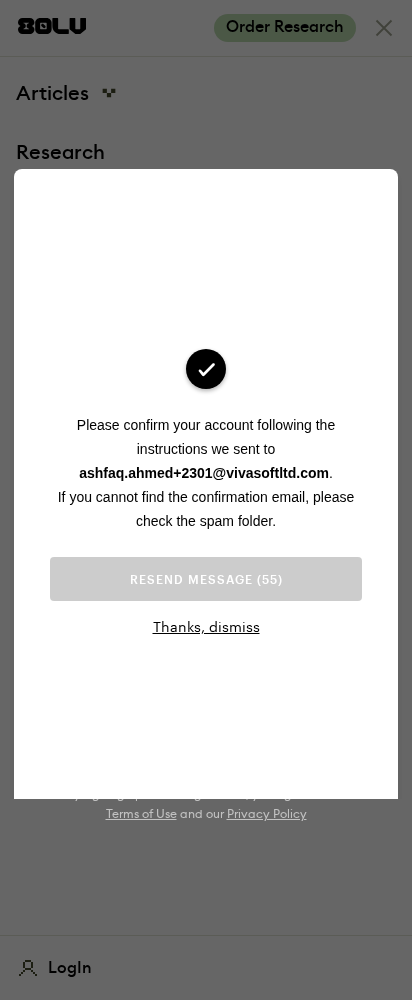 SOLV
Order Research
Articles
Research
Please confirm your account following the
instructions we sent to
ashfaq.ahmed+2301@vivasoftltd.com.
If you cannot find the confirmation email, please
check the spam folder.
RESEND MESSAGE (55)
Thanks, dismiss
Terms of Use and our Privacy Policy
LogIn